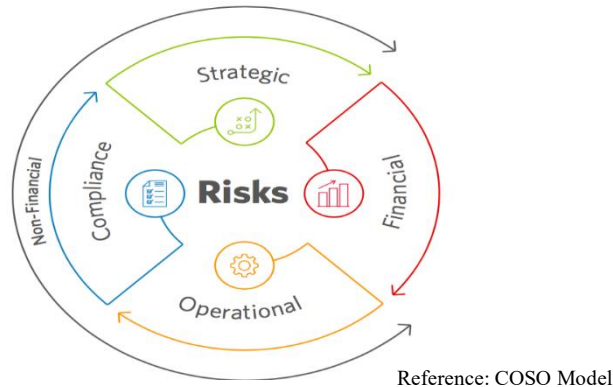 Strategic
Non-Financial
Compliance
Risks
Financial
Operational
Reference: COSO Model